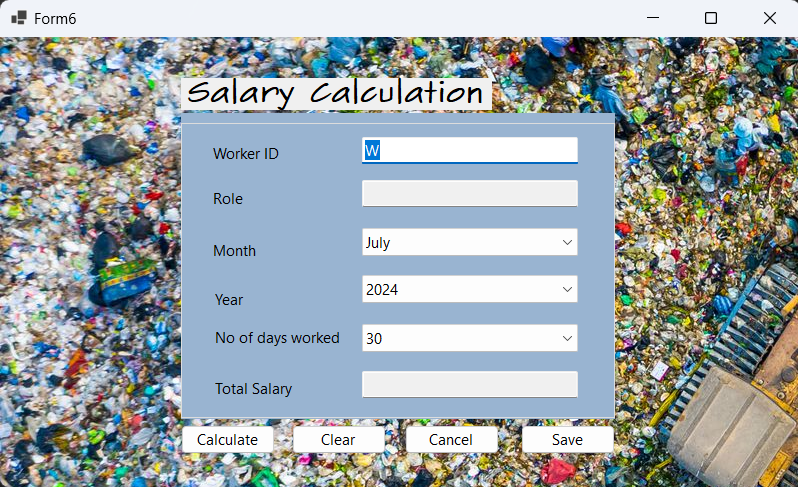 Form6
Salary Calculation
Worker ID W
Role
Month July
Year 2024
No of days worked 30
Total Salary
Calculate Clear Cancel Save